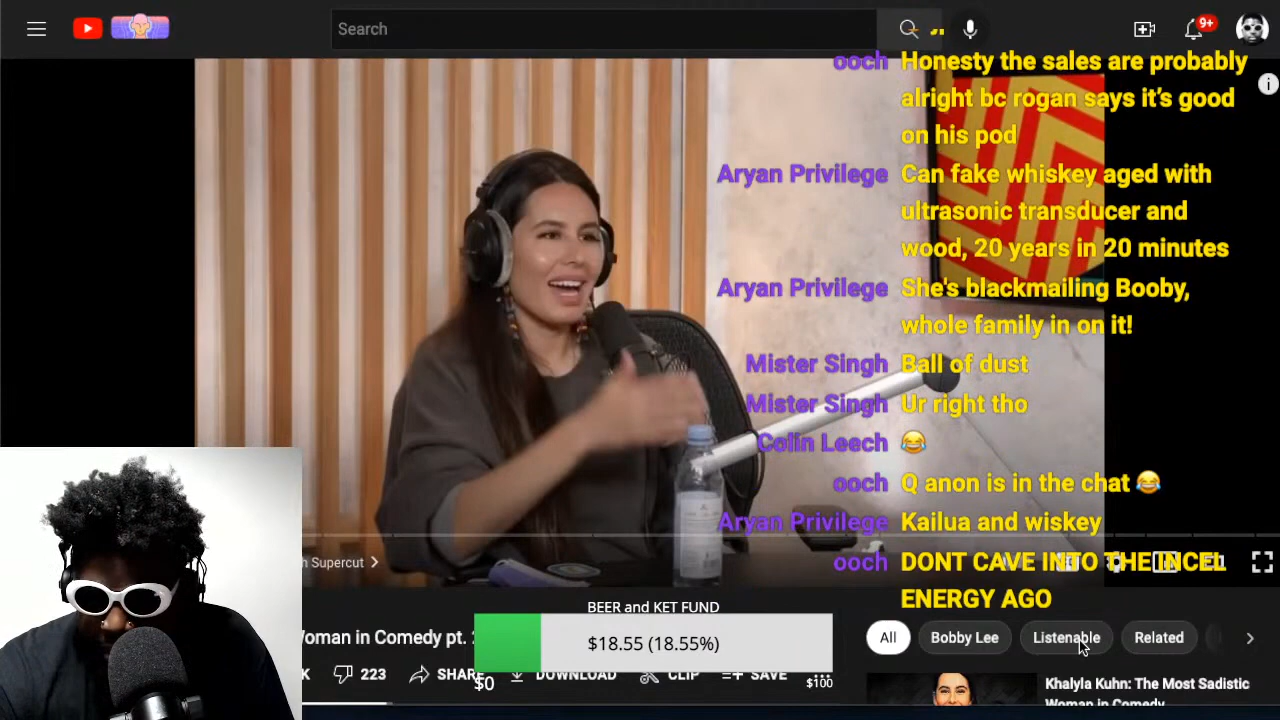 Search
9+
ooch Honesty the sales are probably
alright bc rogan says it's good
on his pod
Aryan Privilege Can fake whiskey aged with
ultrasonic transducer and
wood, 20 years in 20 minutes
Aryan Privilege She's blackmailing Booby,
whole family in on it!
Mister Singh Ball of dust
Mister Singh Ur right tho
Colin Leech 😂
ooch Q anon is in the chat 😂
Aryan Privilege Kailua and wiskey
ooch DONT CAVE INTO THE INCEL
ENERGY AGO
Supercut
BEER and KET FUND
$18.55 (18.55%)
$0
$100
Woman in Comedy pt.
223
SHARE
DOWNLOAD
CLIP
SAVE
All
Bobby Lee
Listenable
Related
Khalyla Kuhn: The Most Sadistic
Woman in Comedy